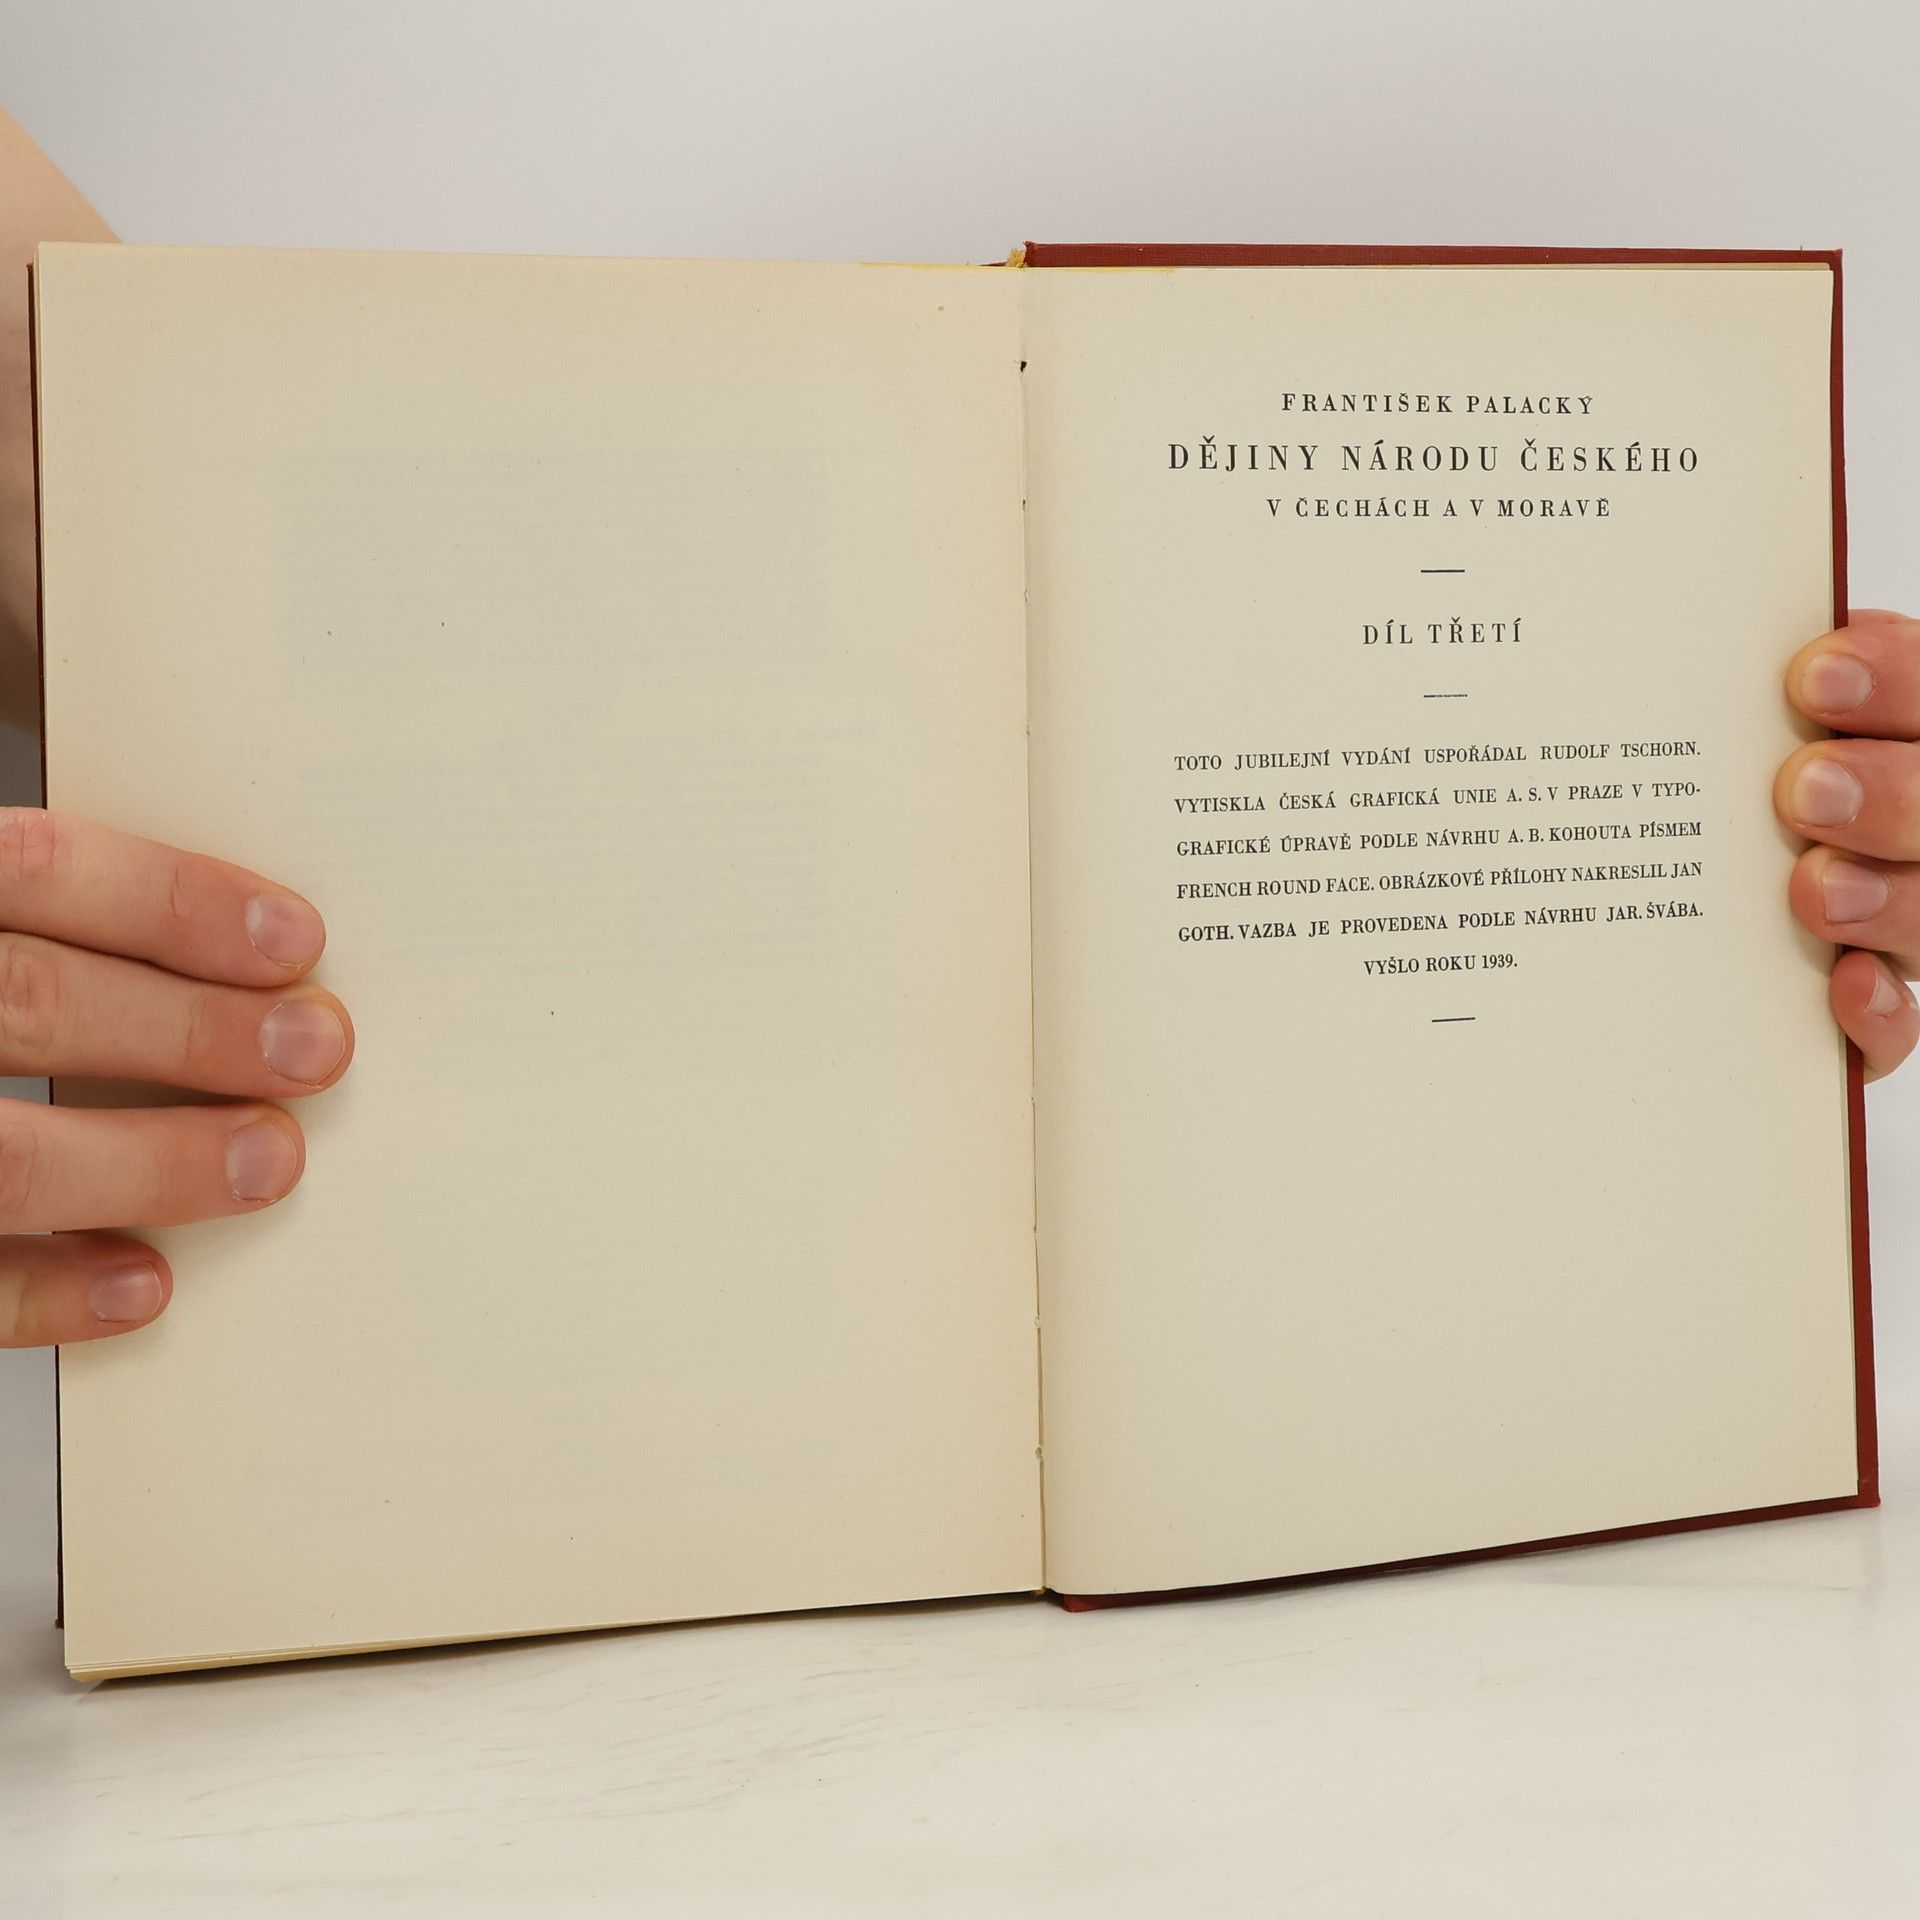 FRANTIŠEK PALACKÝ
DĚJINY NÁRODU ČESKÉHO
V ČECHÁCH A V MORAVĚ
DÍL TŘETÍ
TOTO JUBILEJNÍ VYDÁNÍ USPOŘÁDAL RUDOLF TSCHORN.
VYTISKLA ČESKÁ GRAFICKÁ UNIE A. S. V PRAZE V TYPO-
GRAFICKÉ ÚPRAVĚ PODLE NÁVRHU A. B. KOHOUTA PÍSMEM
FRENCH ROUND FACE. OBRÁZKOVÉ PŘÍLOHY NAKRESLIL JAN
GOTH. VAZBA JE PROVEDENA PODLE NÁVRHU JAR. ŠVÁBA.
VYŠLO ROKU 1939.